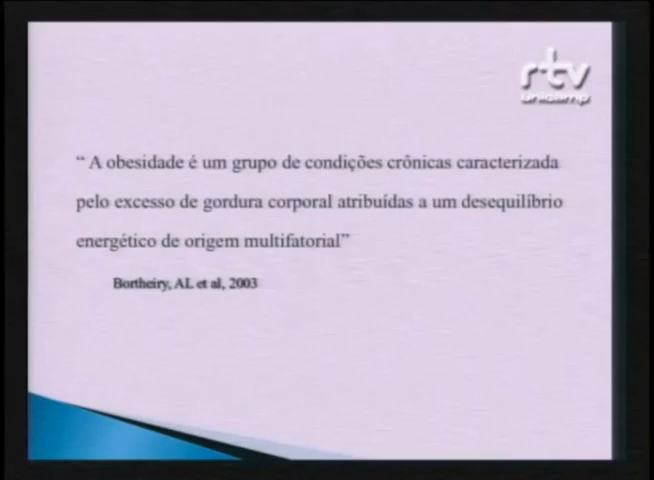 rtv
unicamp
“ A obesidade é um grupo de condições crônicas caracterizada
pelo excesso de gordura corporal atribuídas a um desequilíbrio
energético de origem multifatorial”
Bortheiry, AL et al, 2003